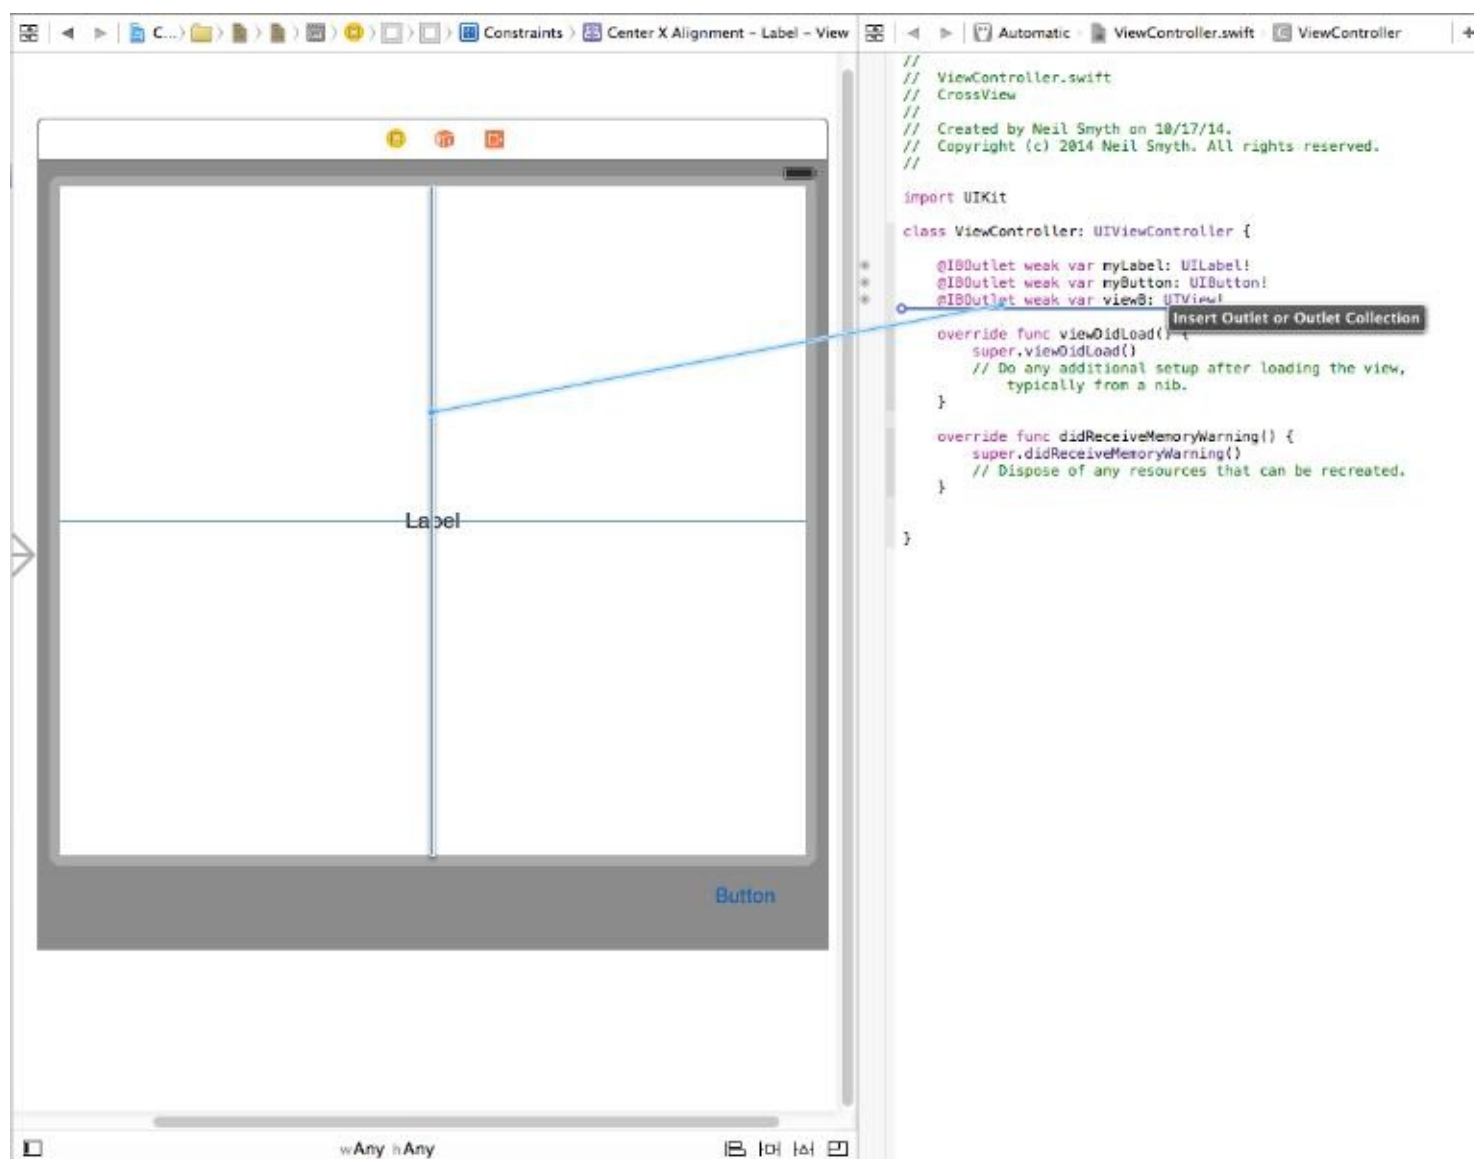 C... Constraints Center X Alignment – Label – View
Automatic ViewController.swift ViewController
Label
Button
wAny hAny
//
// ViewController.swift
// CrossView
//
// Created by Neil Smyth on 10/17/14.
// Copyright (c) 2014 Neil Smyth. All rights reserved.
//
import UIKit
class ViewController: UIViewController {
@IBOutlet weak var myLabel: UILabel!
@IBOutlet weak var myButton: UIButton!
@IBOutlet weak var viewB: UIView!
Insert Outlet or Outlet Collection
override func viewDidLoad() {
super.viewDidLoad()
// Do any additional setup after loading the view,
typically from a nib.
}
override func didReceiveMemoryWarning() {
super.didReceiveMemoryWarning()
// Dispose of any resources that can be recreated.
}
}